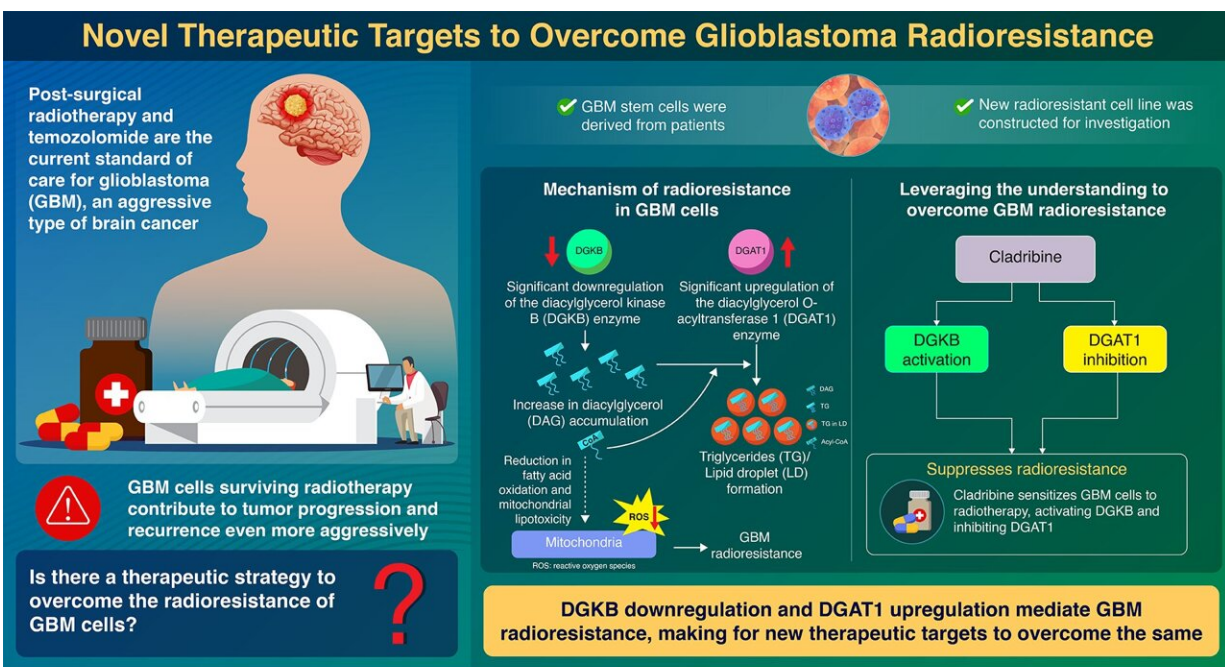 Novel Therapeutic Targets to Overcome Glioblastoma Radioresistance
Post-surgical
radiotherapy and
temozolomide are the
current standard of
care for glioblastoma
(GBM), an aggressive
type of brain cancer
GBM cells surviving radiotherapy
contribute to tumor progression and
recurrence even more aggressively
Is there a therapeutic strategy to
overcome the radioresistance of
GBM cells?
?
GBM stem cells were
derived from patients
New radioresistant cell line was
constructed for investigation
Mechanism of radioresistance
in GBM cells
DGKB
DGAT1
Significant downregulation
of the diacylglycerol kinase
B (DGKB) enzyme
Significant upregulation of
the diacylglycerol O-
acyltransferase 1 (DGAT1)
enzyme
Increase in diacylglycerol
(DAG) accumulation
CoA
DAG
TG
TG in LD
Acyl-CoA
Triglycerides (TG)/
Lipid droplet (LD)
formation
Reduction in
fatty acid
oxidation and
mitochondrial
lipotoxicity
ROS
Mitochondria
GBM
radioresistance
ROS: reactive oxygen species
Leveraging the understanding to
overcome GBM radioresistance
Cladribine
DGKB
activation
DGAT1
inhibition
Suppresses radioresistance
Cladribine sensitizes GBM cells to
radiotherapy, activating DGKB and
inhibiting DGAT1
DGKB downregulation and DGAT1 upregulation mediate GBM
radioresistance, making for new therapeutic targets to overcome the same